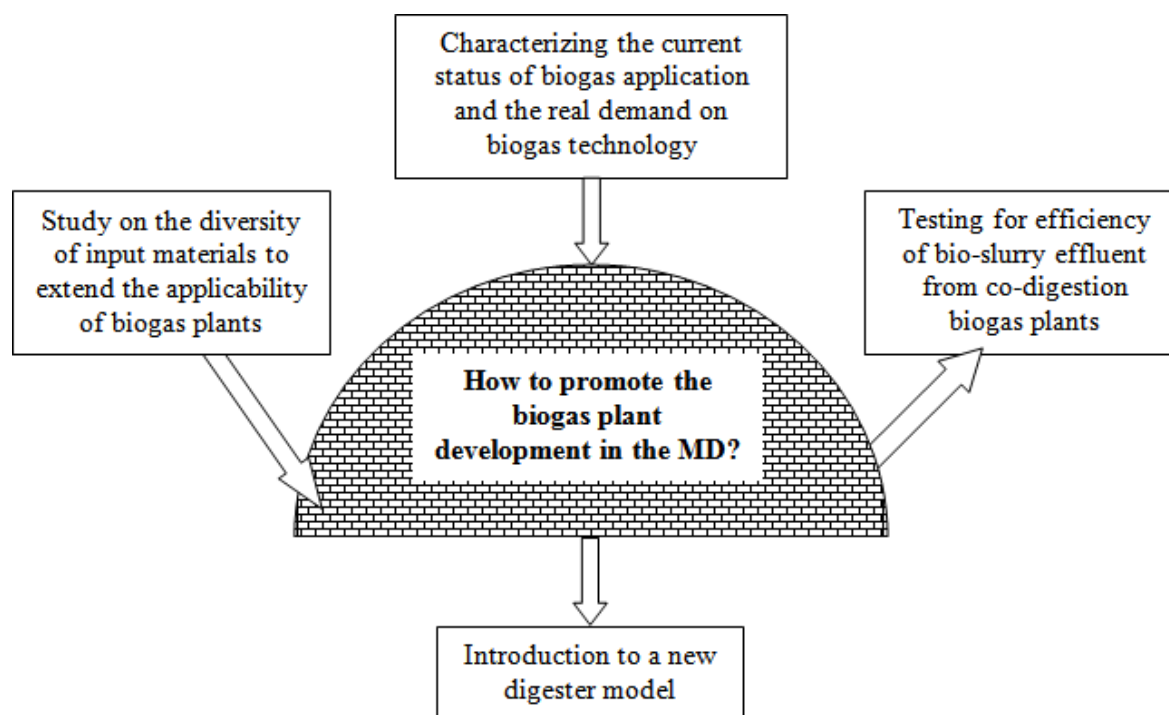 Characterizing the current
status of biogas application
and the real demand on
biogas technology
Study on the diversity
of input materials to
extend the applicability
of biogas plants
Testing for efficiency
of bio-slurry effluent
from co-digestion
biogas plants
How to promote the
biogas plant
development in the MD?
Introduction to a new
digester model